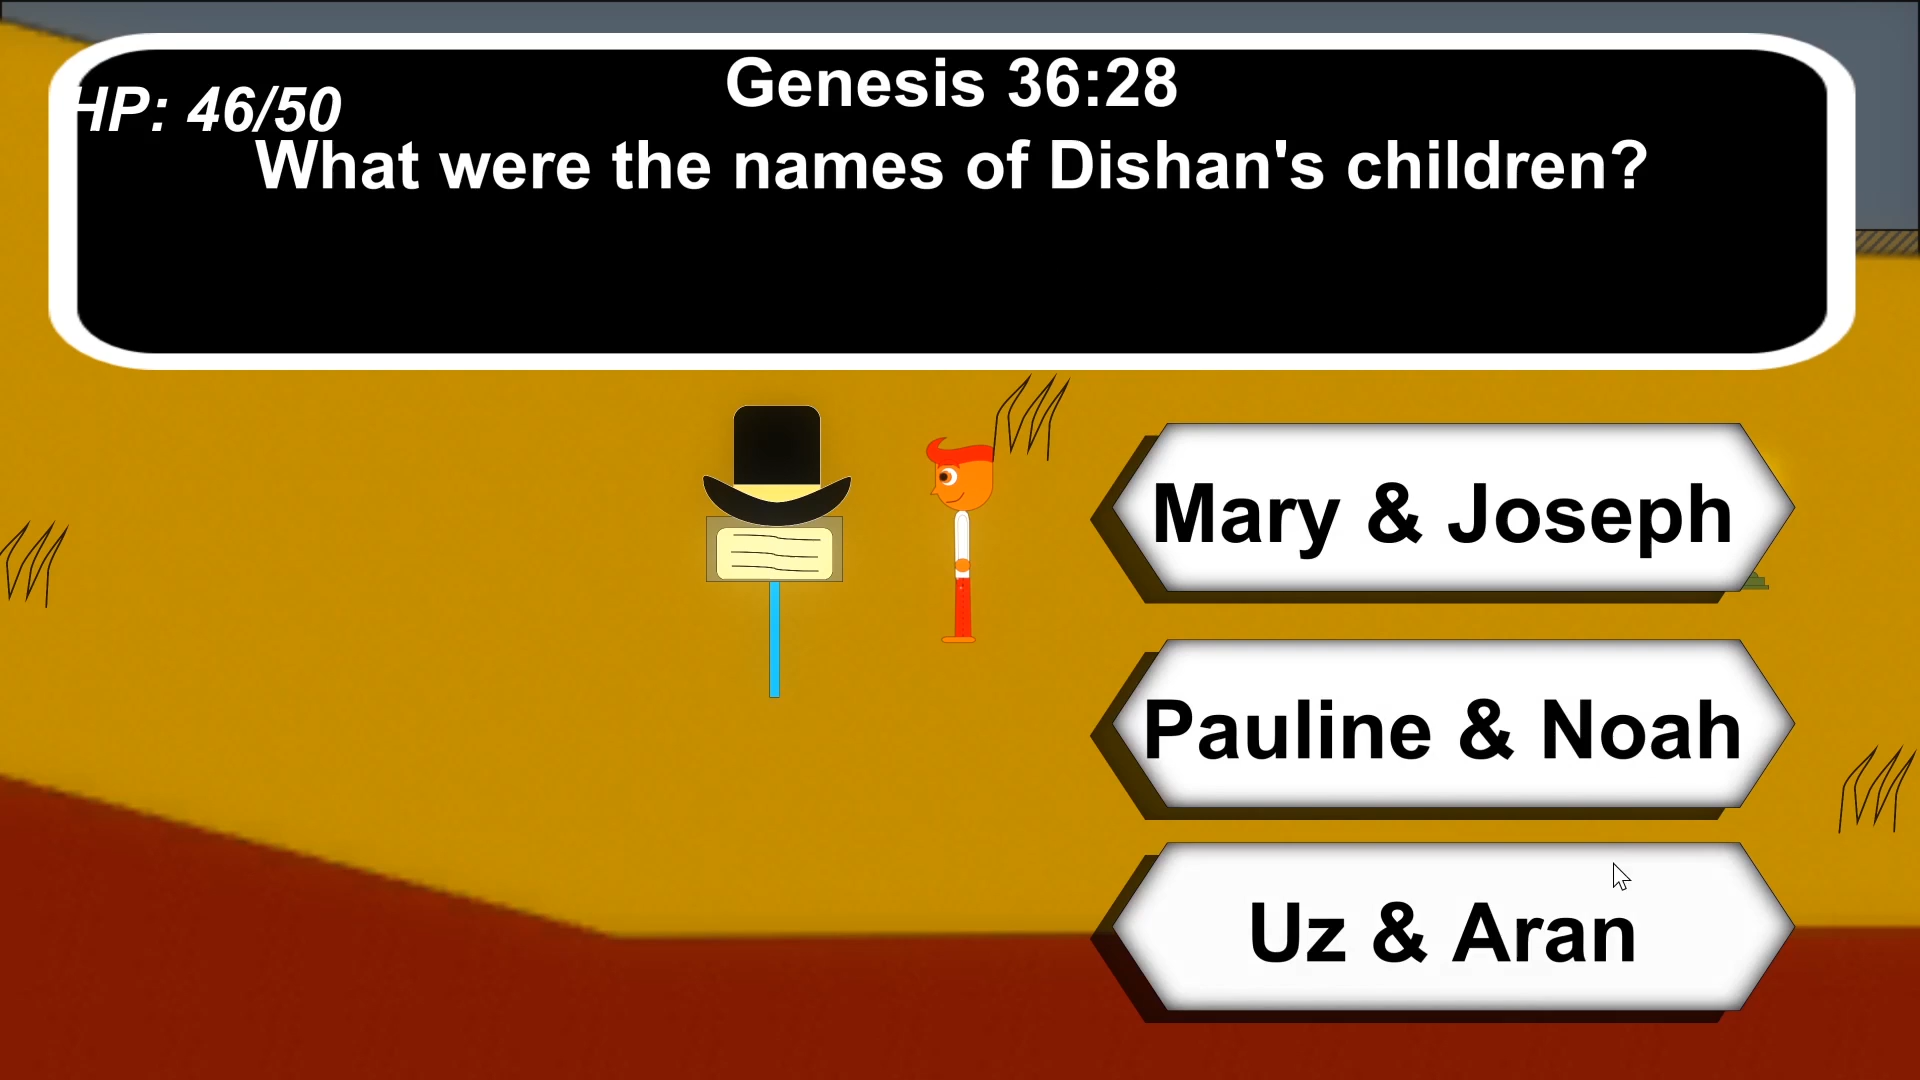 Genesis 36:28
HP: 46/50
What were the names of Dishan's children?
Mary & Joseph
Pauline & Noah
Uz & Aran